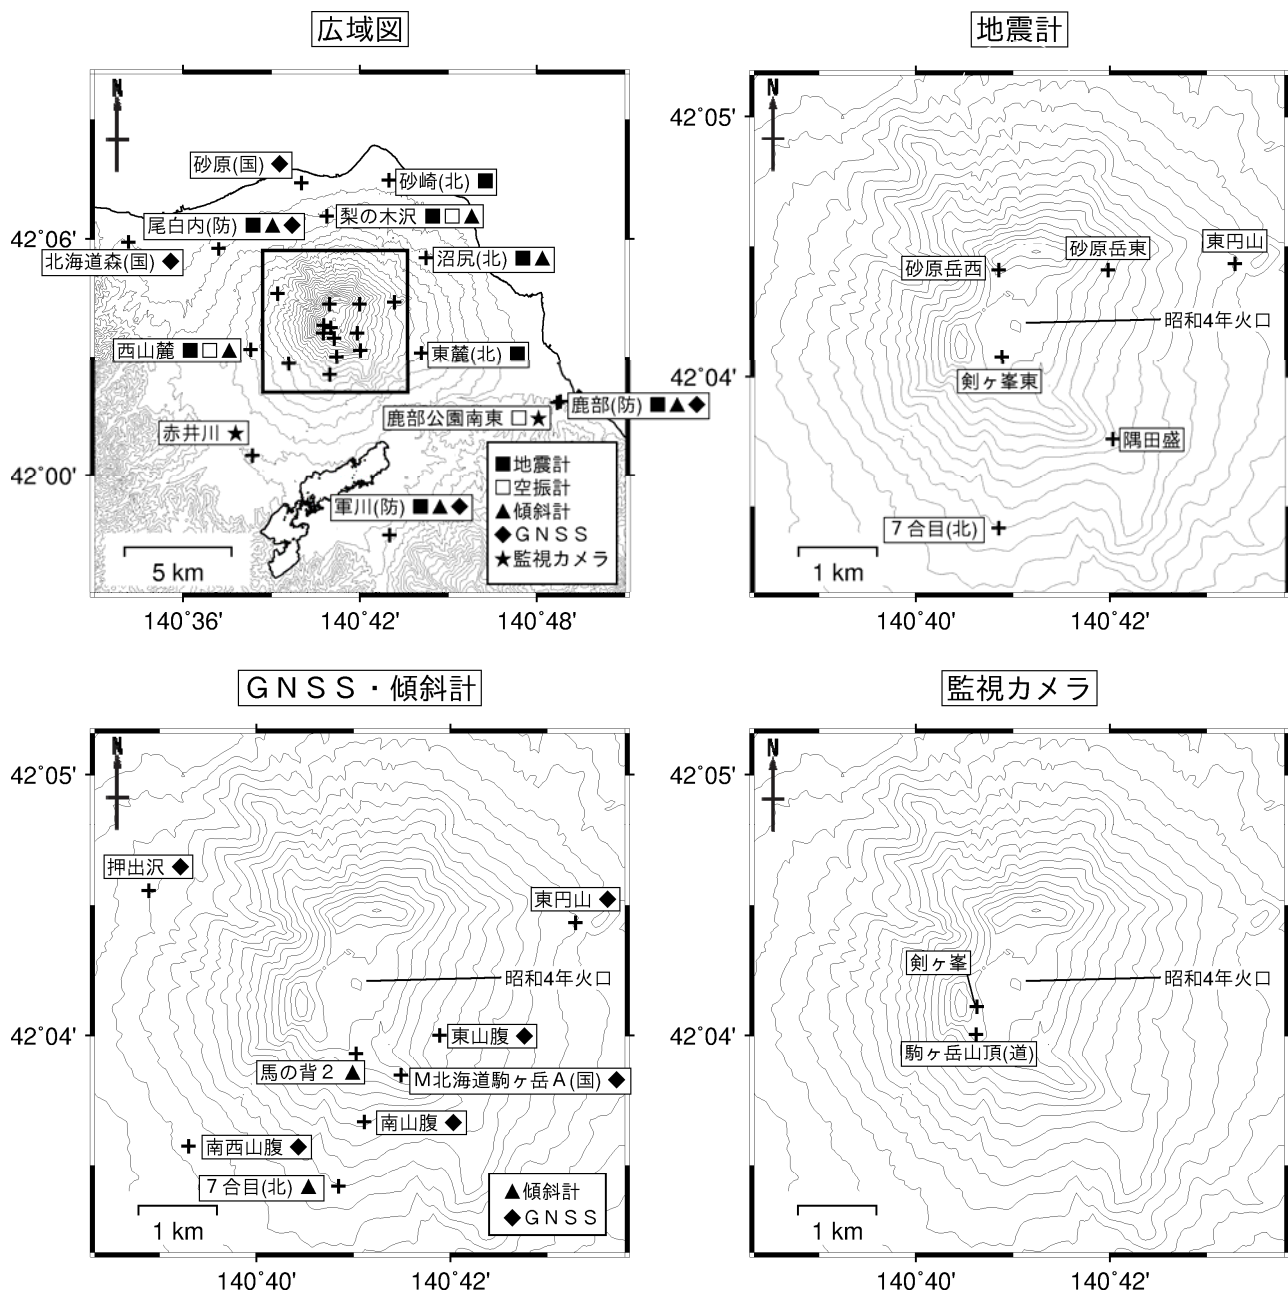 広域図
N
砂原(国) ◆
砂崎(北) ■
梨の木沢 ■□▲
尾白内(防) ■▲◆
42˚06'
北海道森(国) ◆
沼尻(北) ■▲
西山麓 ■□▲
東麓(北) ■
鹿部(防) ■▲◆
鹿部公園南東 □★
赤井川 ★
42˚00'
軍川(防) ■▲◆
■地震計
□空振計
▲傾斜計
◆ＧＮＳＳ
★監視カメラ
5 km
140˚36'
140˚42'
140˚48'
地震計
N
42˚05'
東円山
砂原岳東
砂原岳西
昭和4年火口
42˚04'
剣ヶ峯東
隅田盛
７合目(北)
1 km
140˚40'
140˚42'
ＧＮＳＳ・傾斜計
N
42˚05'
押出沢 ◆
東円山 ◆
昭和4年火口
42˚04'
東山腹 ◆
馬の背２ ▲
Ｍ北海道駒ヶ岳Ａ(国) ◆
南山腹 ◆
南西山腹 ◆
７合目(北) ▲
▲傾斜計
◆ＧＮＳＳ
1 km
140˚40'
140˚42'
監視カメラ
N
42˚05'
剣ヶ峯
昭和4年火口
42˚04'
駒ヶ岳山頂(道)
1 km
140˚40'
140˚42'